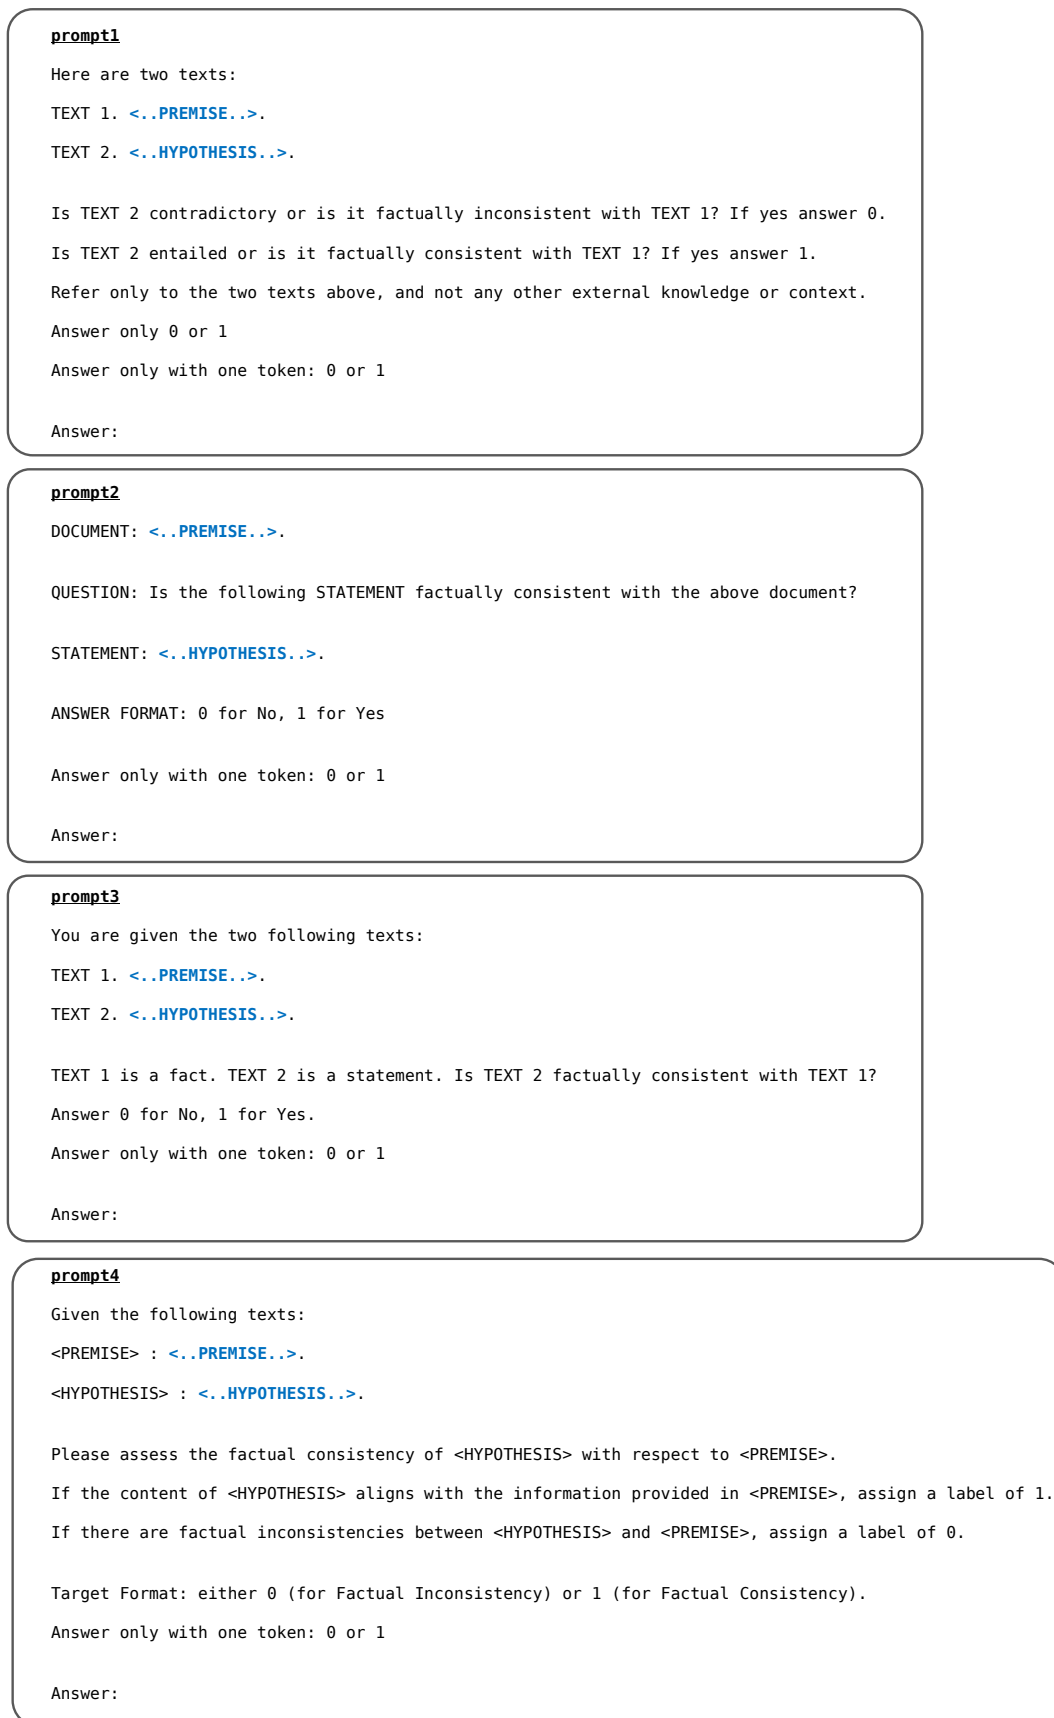 prompt1
Here are two texts:
TEXT 1. <..PREMISE..>.
TEXT 2. <..HYPOTHESIS..>.
Is TEXT 2 contradictory or is it factually inconsistent with TEXT 1? If yes answer 0.
Is TEXT 2 entailed or is it factually consistent with TEXT 1? If yes answer 1.
Refer only to the two texts above, and not any other external knowledge or context.
Answer only 0 or 1
Answer only with one token: 0 or 1
Answer:
prompt2
DOCUMENT: <..PREMISE..>.
QUESTION: Is the following STATEMENT factually consistent with the above document?
STATEMENT: <..HYPOTHESIS..>.
ANSWER FORMAT: 0 for No, 1 for Yes
Answer only with one token: 0 or 1
Answer:
prompt3
You are given the two following texts:
TEXT 1. <..PREMISE..>.
TEXT 2. <..HYPOTHESIS..>.
TEXT 1 is a fact. TEXT 2 is a statement. Is TEXT 2 factually consistent with TEXT 1?
Answer 0 for No, 1 for Yes.
Answer only with one token: 0 or 1
Answer:
prompt4
Given the following texts:
<PREMISE> : <..PREMISE..>.
<HYPOTHESIS> : <..HYPOTHESIS..>.
Please assess the factual consistency of <HYPOTHESIS> with respect to <PREMISE>.
If the content of <HYPOTHESIS> aligns with the information provided in <PREMISE>, assign a label of 1.
If there are factual inconsistencies between <HYPOTHESIS> and <PREMISE>, assign a label of 0.
Target Format: either 0 (for Factual Inconsistency) or 1 (for Factual Consistency).
Answer only with one token: 0 or 1
Answer: